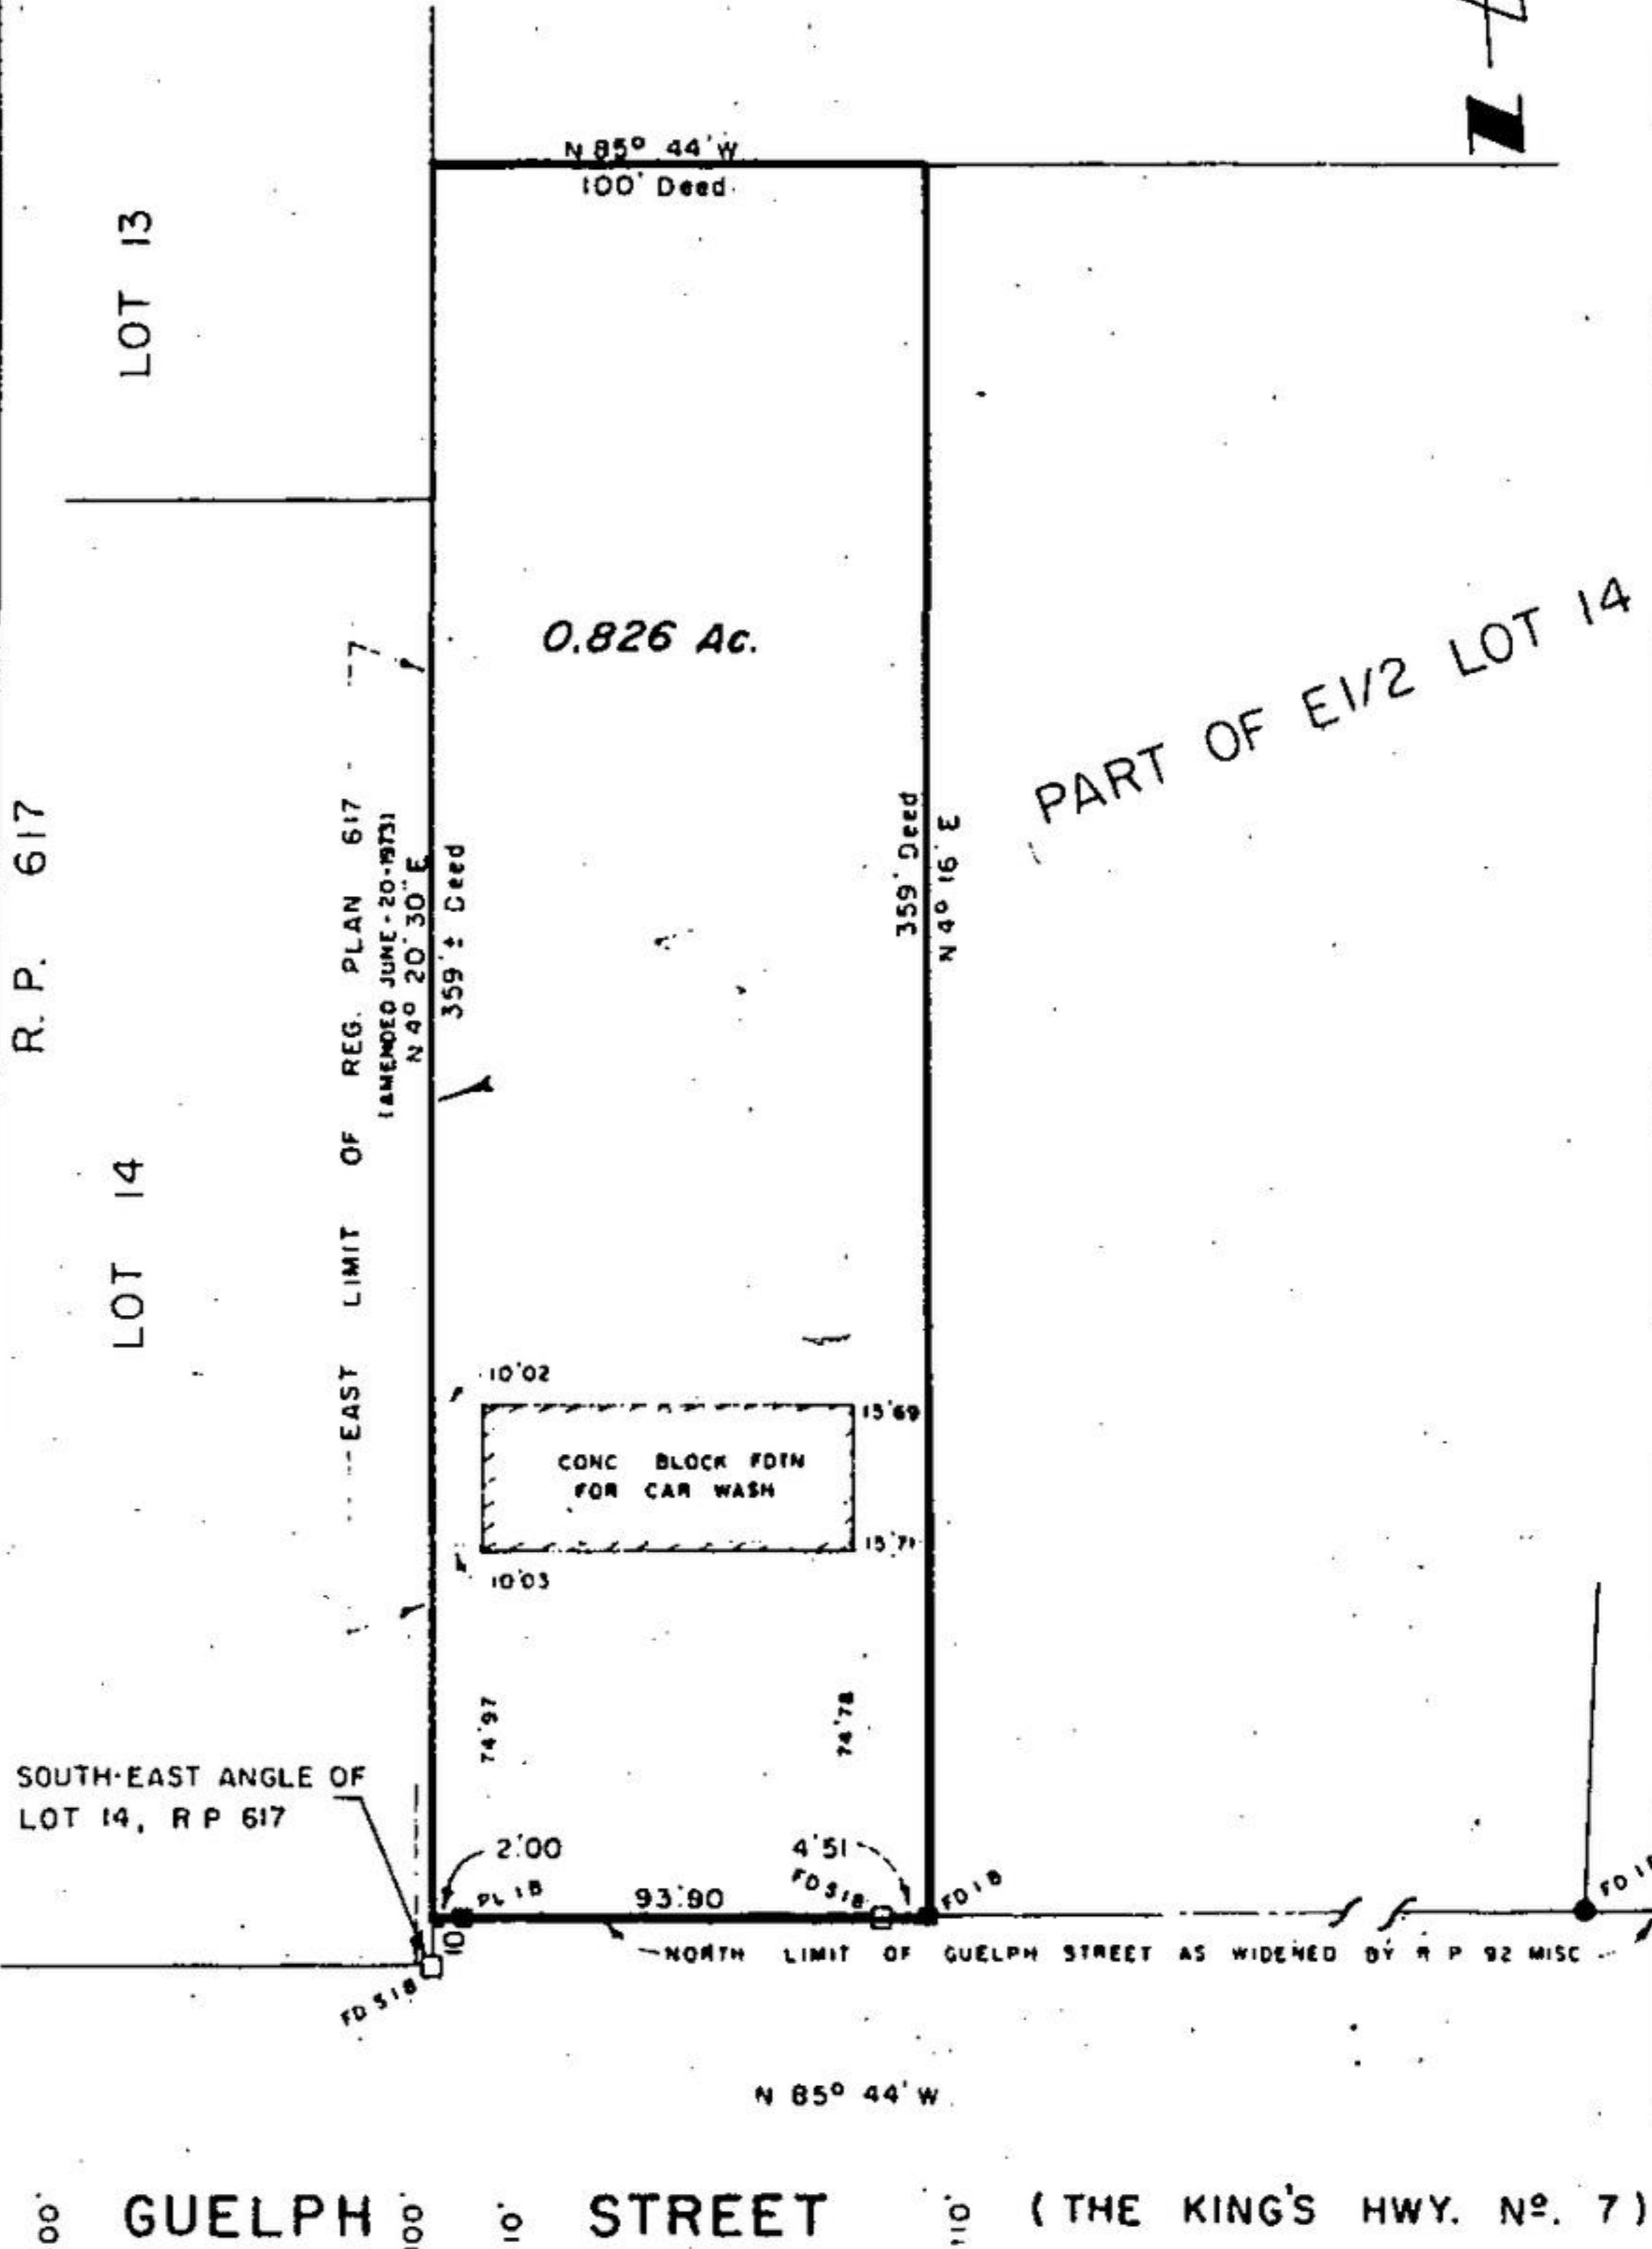 N 85° 44' W
100' Deed
LOT 13
0.826 Ac.
PART OF E1/2 LOT 14
R. P. 617
EAST LIMIT OF REG. PLAN 617
(AMENDED JUNE-20-1973)
N 4° 20' 30" E
359' ± Deed
359' Deed
N 4° 16' E
LOT 14
10'02
15'69
CONC BLOCK FDTN
FOR CAR WASH
15'71
10'03
74'97
74'78
SOUTH-EAST ANGLE OF
LOT 14, R P 617
2'00
4'51
PL IB
93'90
FD SIB
FD IB
FD I
10'
NORTH LIMIT OF GUELPH STREET AS WIDENED BY R P 92 MISC
FD SIB
N 85° 44' W
GUELPH STREET (THE KING'S HWY. Nº. 7)
10'
110'